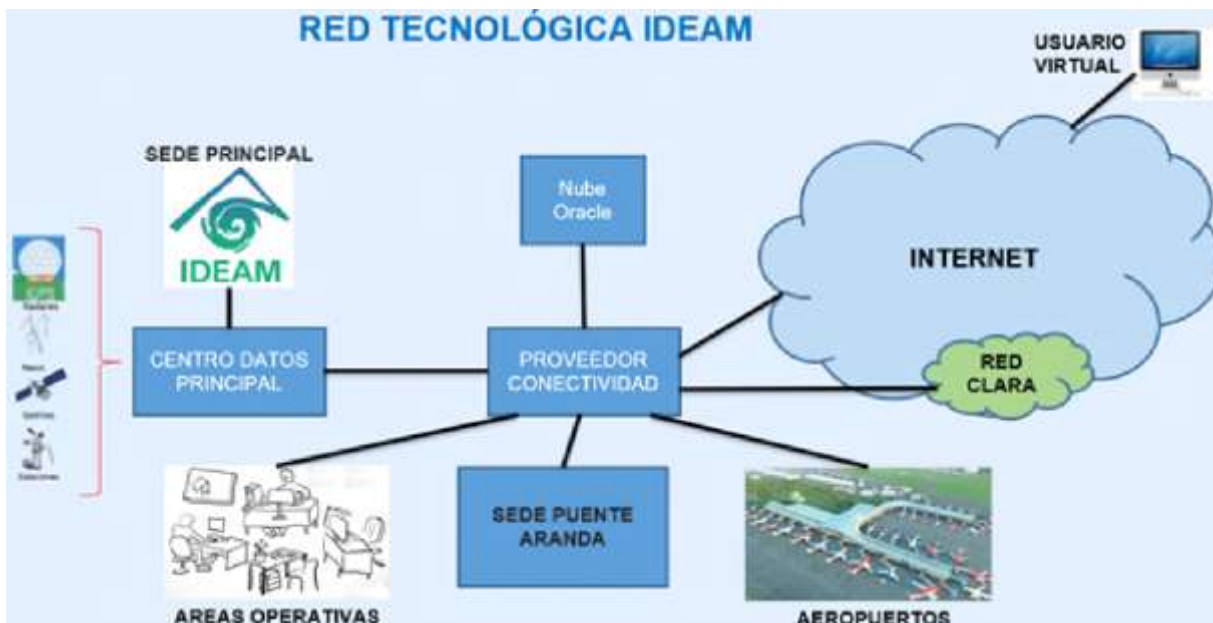 RED TECNOLÓGICA IDEAM
USUARIO
VIRTUAL
SEDE PRINCIPAL
IDEAM
Nube
Oracle
INTERNET
Radares
CENTRO DATOS
PRINCIPAL
PROVEEDOR
CONECTIVIDAD
RED
CLARA
SEDE PUENTE
ARANDA
AREAS OPERATIVAS
AEROPUERTOS